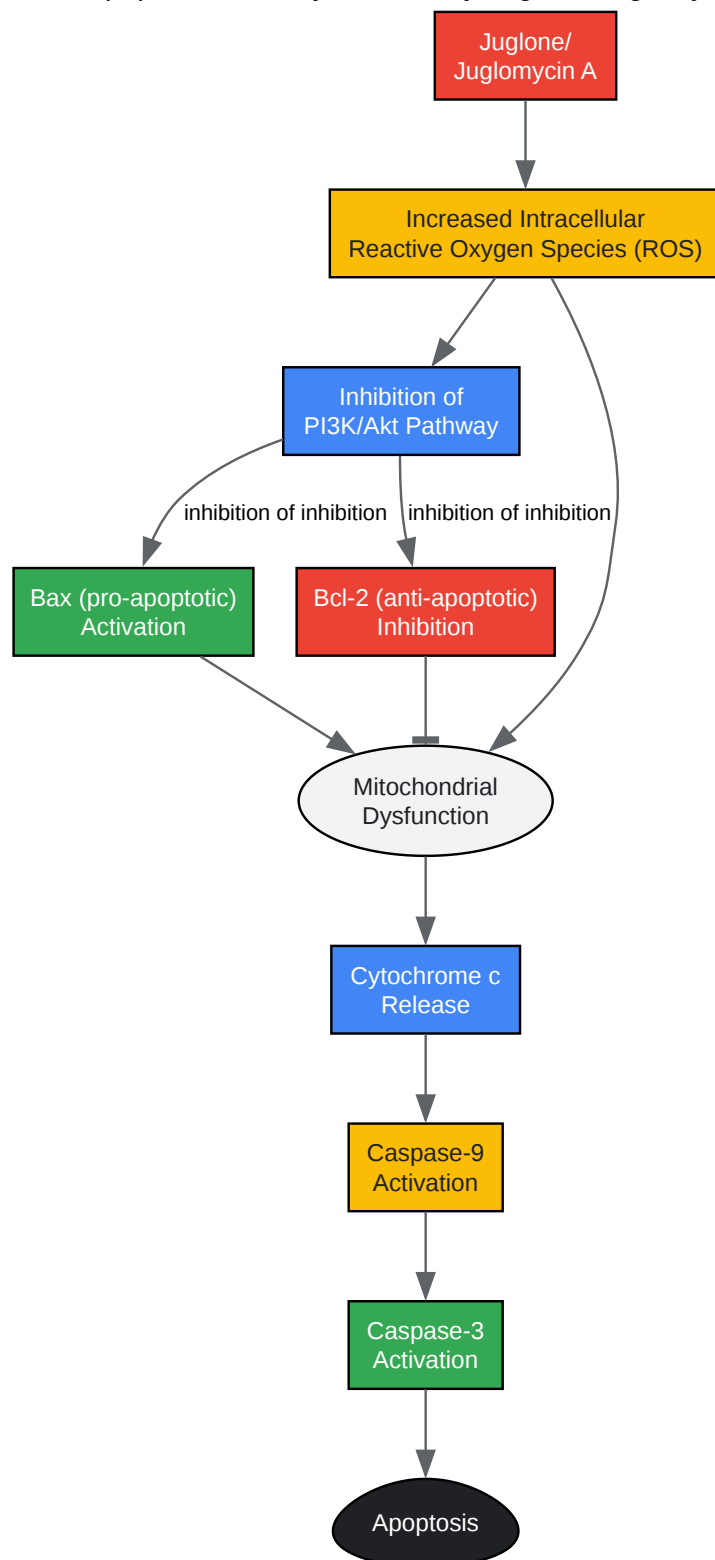 Juglone/
Juglomycin A
Increased Intracellular
Reactive Oxygen Species (ROS)
Inhibition of
PI3K/Akt Pathway
inhibition of inhibition
inhibition of inhibition
Bax (pro-apoptotic)
Activation
Bcl-2 (anti-apoptotic)
Inhibition
Mitochondrial
Dysfunction
Cytochrome c
Release
Caspase-9
Activation
Caspase-3
Activation
Apoptosis